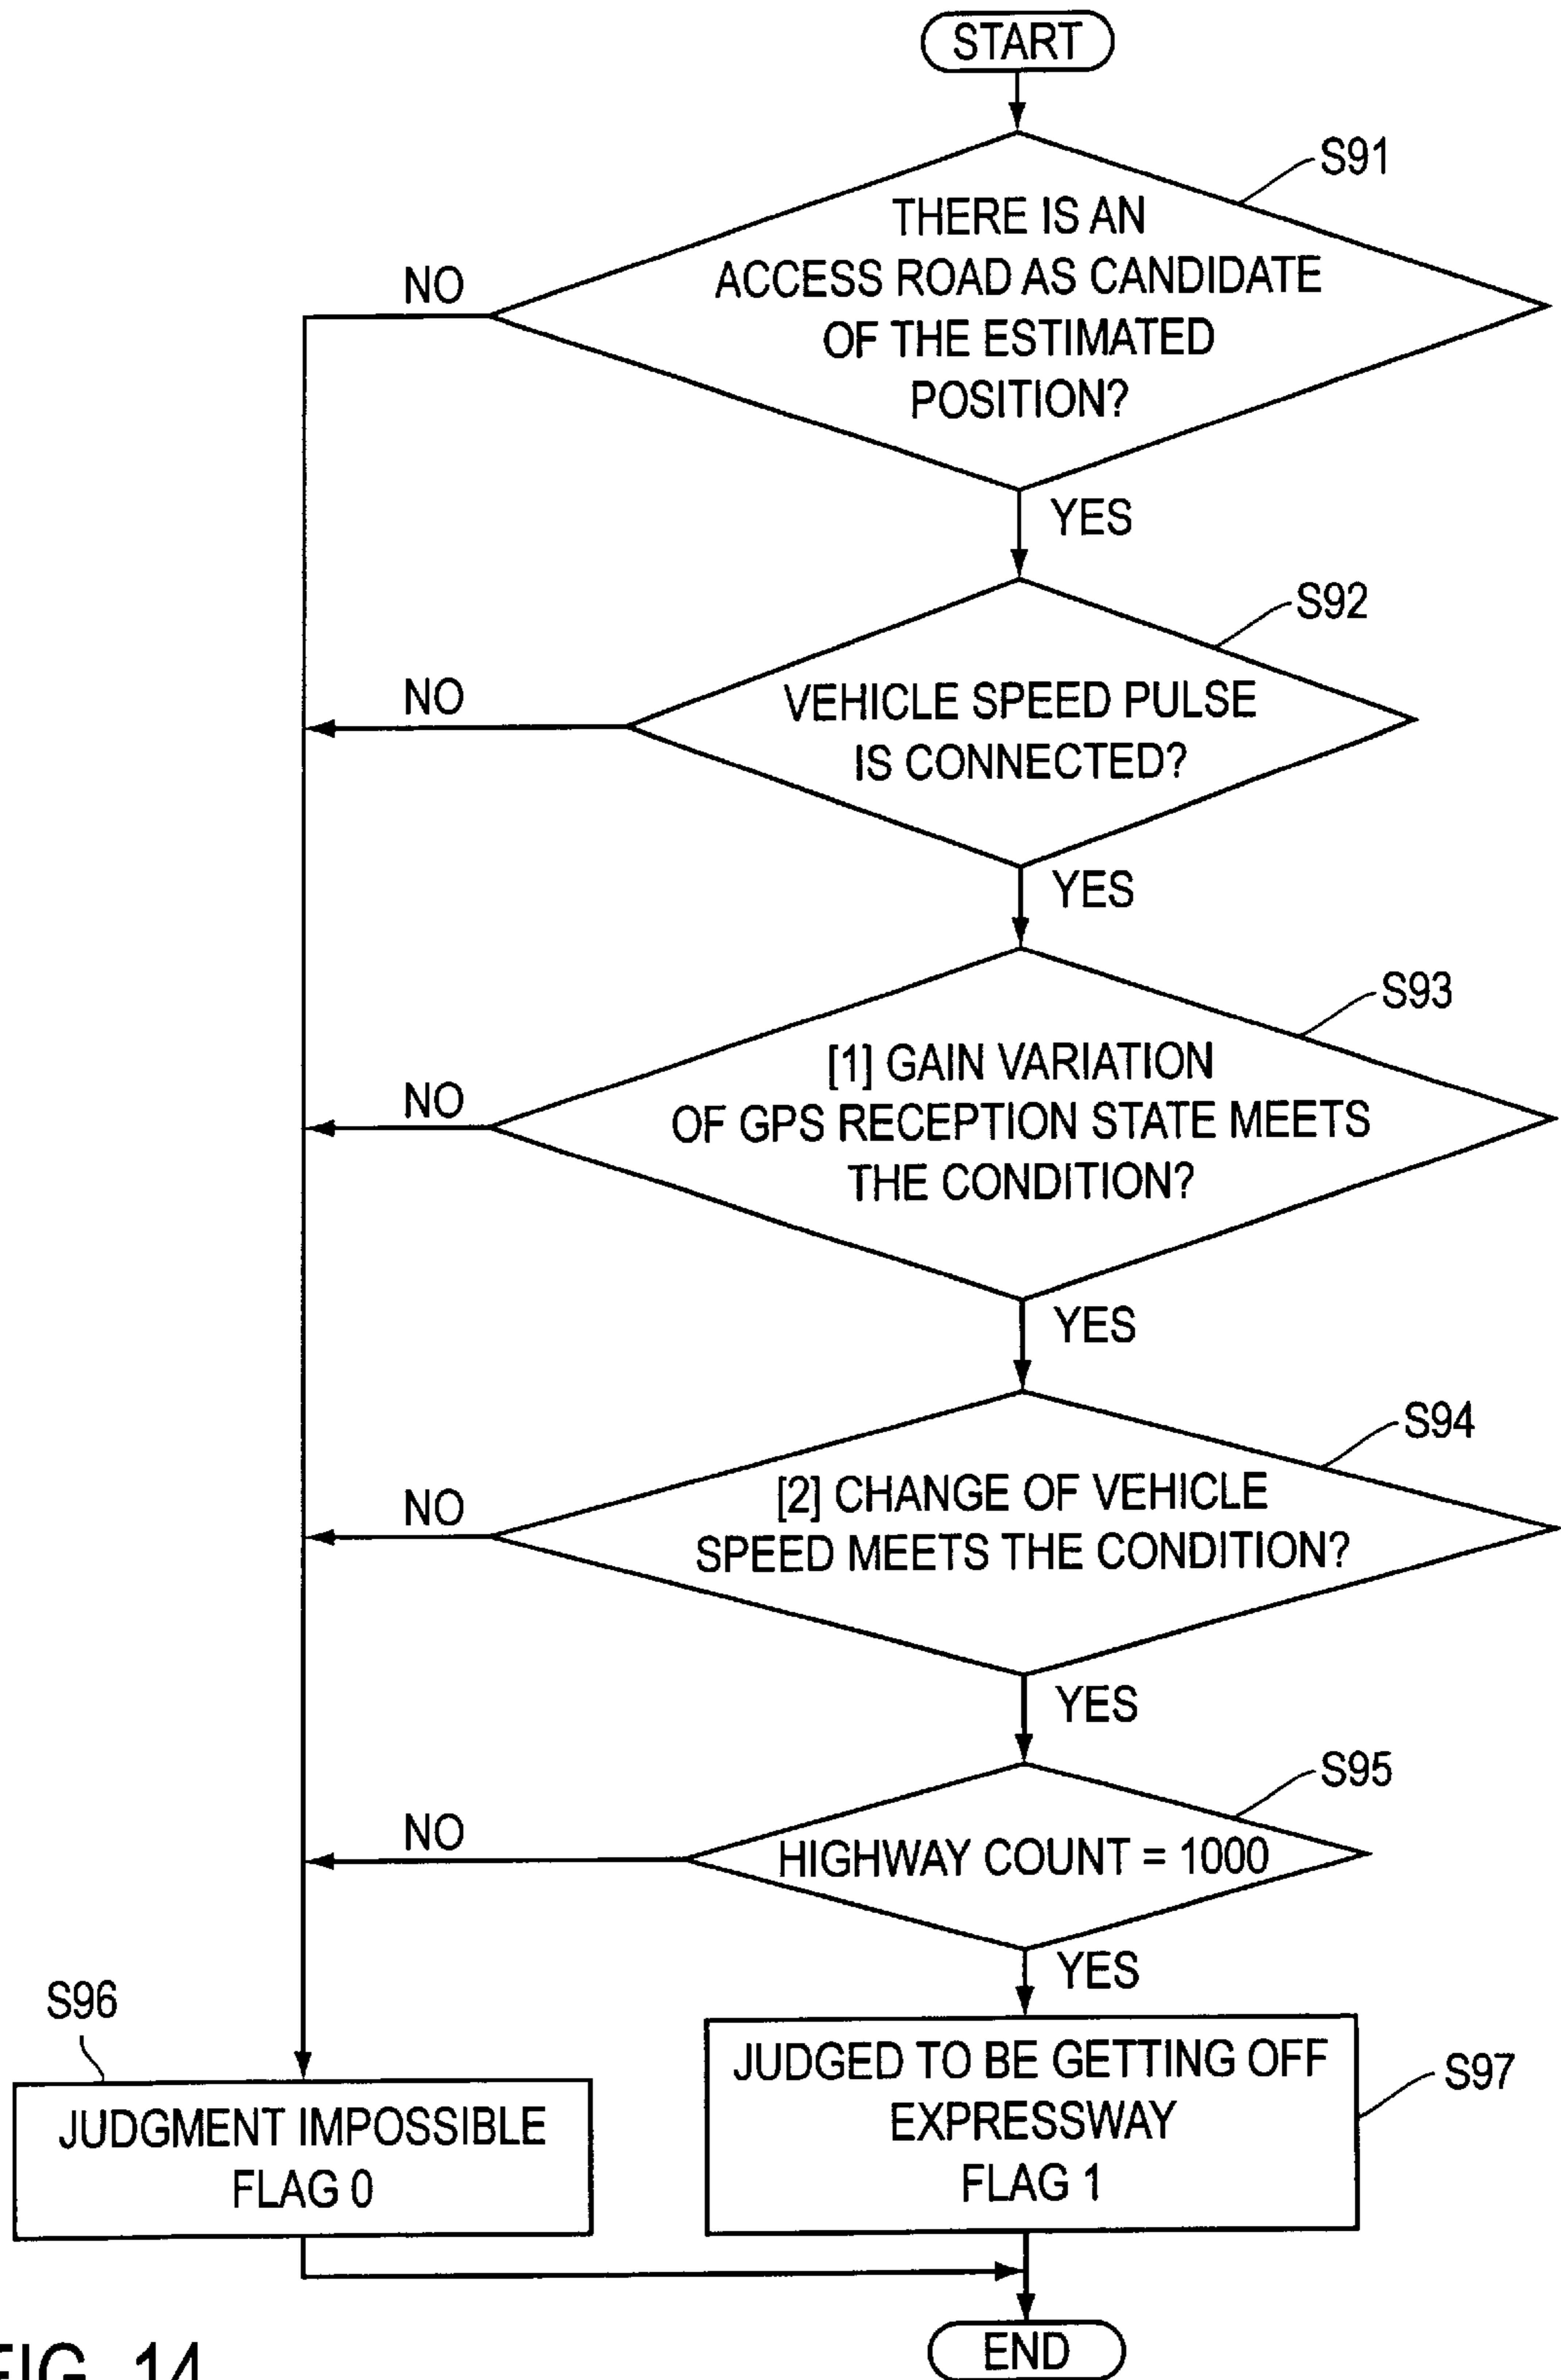 START
S91
THERE IS AN
ACCESS ROAD AS CANDIDATE
OF THE ESTIMATED
POSITION?
NO
YES
S92
VEHICLE SPEED PULSE
IS CONNECTED?
NO
YES
S93
[1] GAIN VARIATION
OF GPS RECEPTION STATE MEETS
THE CONDITION?
NO
YES
S94
[2] CHANGE OF VEHICLE
SPEED MEETS THE CONDITION?
NO
YES
S95
HIGHWAY COUNT = 1000
NO
YES
S96
JUDGMENT IMPOSSIBLE
FLAG 0
S97
JUDGED TO BE GETTING OFF
EXPRESSWAY
FLAG 1
END
FIG. 14